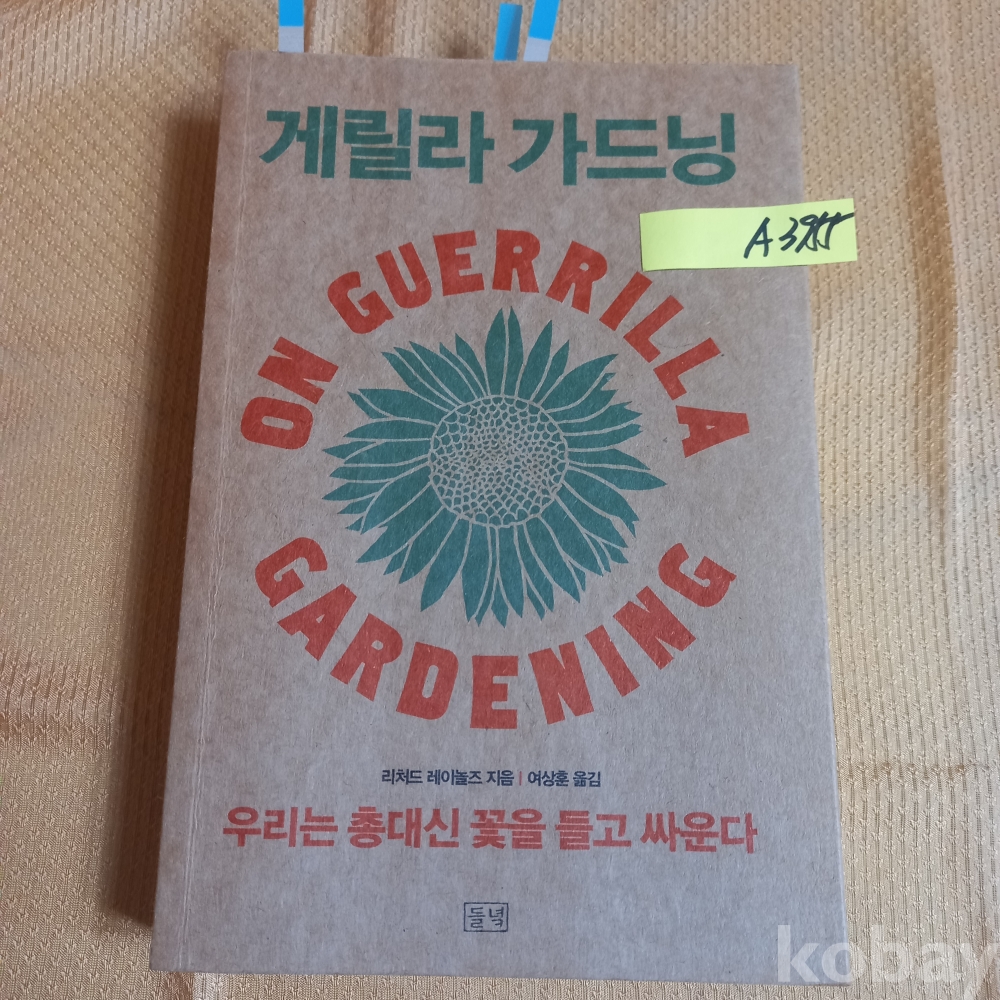 게릴라 가드닝
ON GUERRILLA
GARDENING
리처드 레이놀즈 지음 | 여상훈 옮김
우리는 총대신 꽃을 들고 싸운다
들녘
kobay